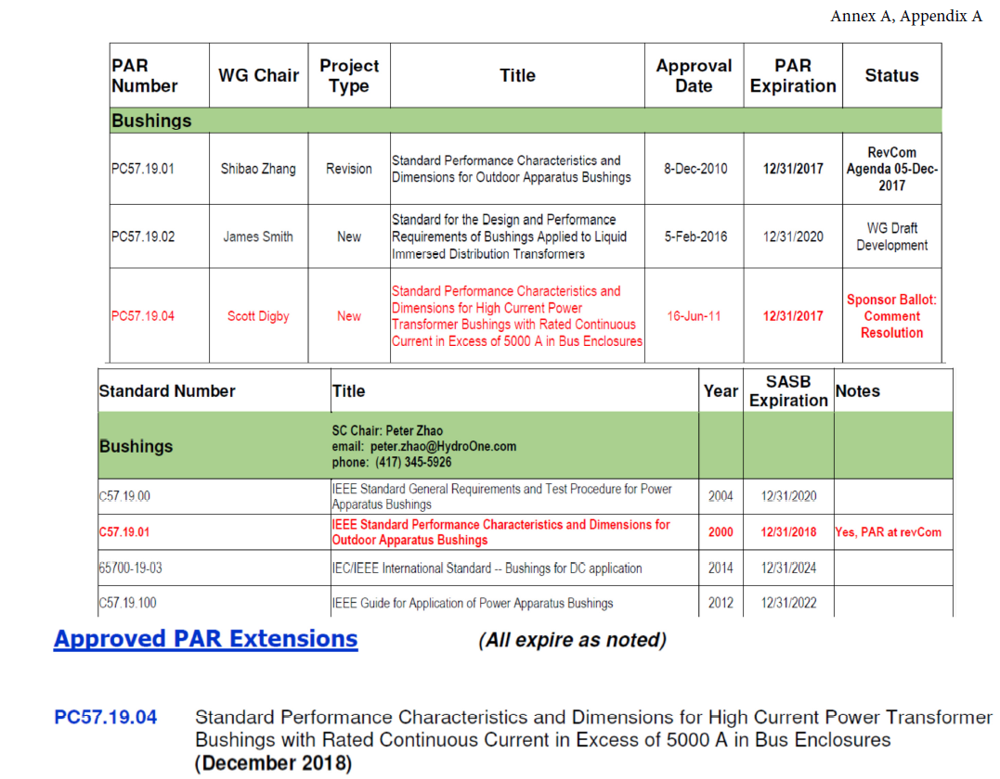 Annex A, Appendix A
PAR Number WG Chair Project Type Title Approval Date PAR Expiration Status
Bushings
PC57.19.01 Shibao Zhang Revision Standard Performance Characteristics and Dimensions for Outdoor Apparatus Bushings 8-Dec-2010 12/31/2017 RevCom Agenda 05-Dec-2017
PC57.19.02 James Smith New Standard for the Design and Performance Requirements of Bushings Applied to Liquid Immersed Distribution Transformers 5-Feb-2016 12/31/2020 WG Draft Development
PC57.19.04 Scott Digby New Standard Performance Characteristics and Dimensions for High Current Power Transformer Bushings with Rated Continuous Current in Excess of 5000 A in Bus Enclosures 16-Jun-11 12/31/2017 Sponsor Ballot: Comment Resolution
Standard Number Title Year SASB Expiration Notes
Bushings
SC Chair: Peter Zhao
email: peter.zhao@HydroOne.com
phone: (417) 345-5926
C57.19.00 IEEE Standard General Requirements and Test Procedure for Power Apparatus Bushings 2004 12/31/2020
C57.19.01 IEEE Standard Performance Characteristics and Dimensions for Outdoor Apparatus Bushings 2000 12/31/2018 Yes, PAR at revCom
65700-19-03 IEC/IEEE International Standard -- Bushings for DC application 2014 12/31/2024
C57.19.100 IEEE Guide for Application of Power Apparatus Bushings 2012 12/31/2022
Approved PAR Extensions (All expire as noted)
PC57.19.04 Standard Performance Characteristics and Dimensions for High Current Power Transformer
Bushings with Rated Continuous Current in Excess of 5000 A in Bus Enclosures
(December 2018)